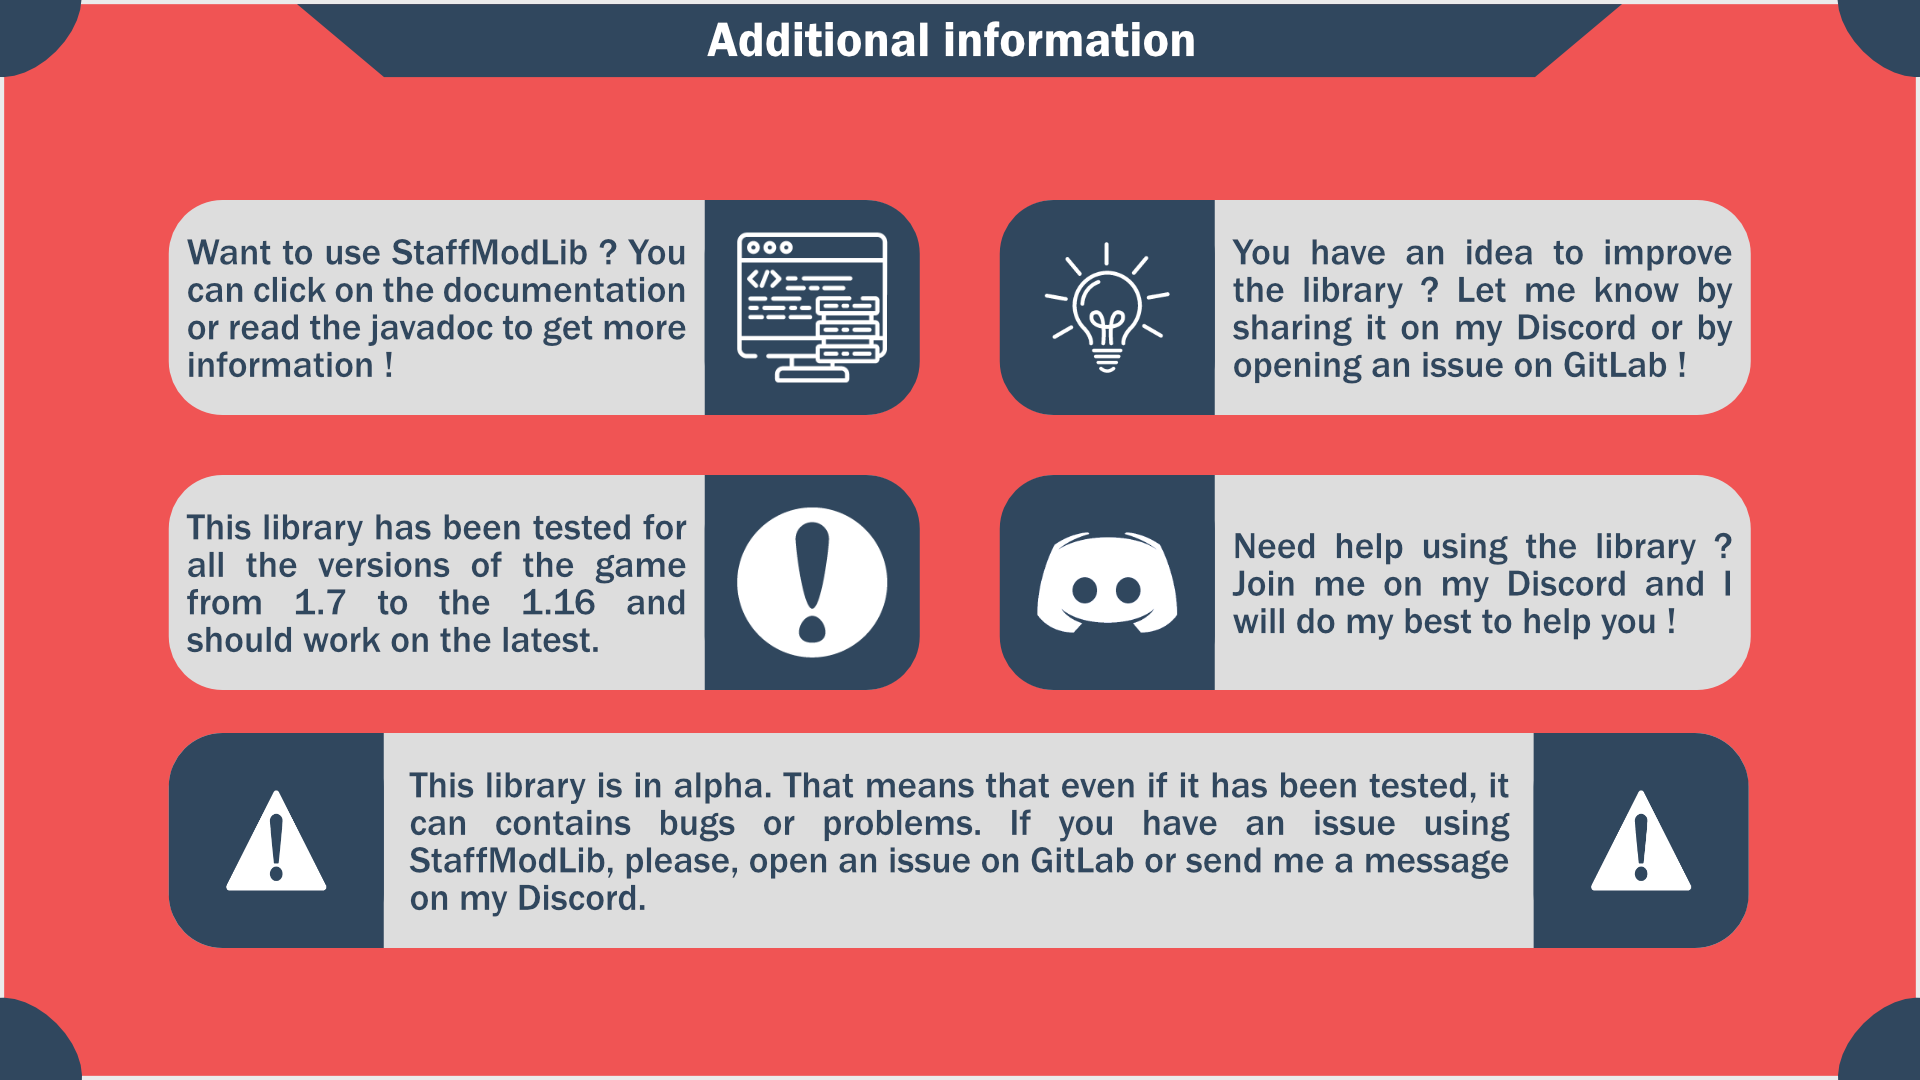 Additional information
Want to use StaffModLib ? You
can click on the documentation
or read the javadoc to get more
information !
You have an idea to improve
the library ? Let me know by
sharing it on my Discord or by
opening an issue on GitLab !
This library has been tested for
all the versions of the game
from 1.7 to the 1.16 and
should work on the latest.
Need help using the library ?
Join me on my Discord and I
will do my best to help you !
This library is in alpha. That means that even if it has been tested, it
can contains bugs or problems. If you have an issue using
StaffModLib, please, open an issue on GitLab or send me a message
on my Discord.